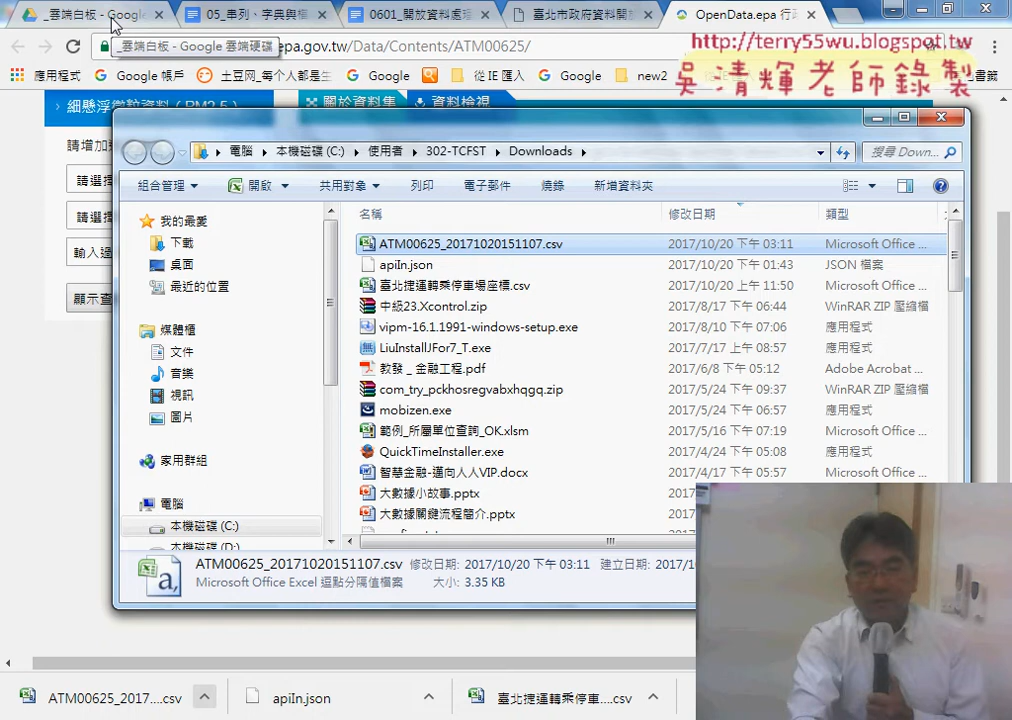 _雲端白板 - Google
05_串列、字典與
0601_開放資料處
臺北市政府資料開
OpenData.epa 行
_雲端白板 - Google 雲端硬碟
epa.gov.tw/Data/Contents/ATM00625/
http://terry55wu.blogspot.tw
吳清輝老師錄製
應用程式
Google 帳戶
土豆网_每个人都是生
Google
從 IE 匯入
Google
new2
細懸浮微粒資料（PM2.5）
關於資料集
資料檢視
請增加
請選
請選
輸入
顯示查
電腦
本機磁碟 (C:)
使用者
302-TCFST
Downloads
搜尋 Down...
組合管理
開啟
共用對象
列印
電子郵件
燒錄
新增資料夾
我的最愛
下載
桌面
最近的位置
媒體櫃
文件
音樂
視訊
圖片
家用群組
電腦
本機磁碟 (C:)
本機磁碟 (D:)
名稱
修改日期
類型
ATM00625_20171020151107.csv
2017/10/20 下午 03:11
Microsoft Office ...
apiIn.json
2017/10/20 下午 01:43
JSON 檔案
臺北捷運轉乘停車場座標.csv
2017/10/20 上午 11:50
Microsoft Office ...
中級23.Xcontrol.zip
2017/8/17 下午 06:44
WinRAR ZIP 壓縮檔
vipm-16.1.1991-windows-setup.exe
2017/8/10 下午 07:06
應用程式
LiuInstallJFor7_T.exe
2017/7/17 上午 08:57
應用程式
教發 _ 金融工程.pdf
2017/6/8 下午 05:12
Adobe Acrobat ...
com_try_pckhosregvabxhqgq.zip
2017/5/24 下午 09:37
WinRAR ZIP 壓縮檔
mobizen.exe
2017/5/24 下午 06:57
應用程式
範例_所屬單位查詢_OK.xlsm
2017/5/16 下午 07:19
Microsoft Office ...
QuickTimeInstaller.exe
2017/4/24 下午 05:08
應用程式
智慧金融-邁向人人VIP.docx
2017/4/17 下午 05:57
Microsoft Office ...
大數據小故事.pptx
大數據關鍵流程簡介.pptx
ATM00625_20171020151107.csv
修改日期: 2017/10/20 下午 03:11
建立日期: 2017/10
Microsoft Office Excel 逗點分隔值檔案
大小: 3.35 KB
ATM00625_2017....csv
apiIn.json
臺北捷運轉乘停車....csv